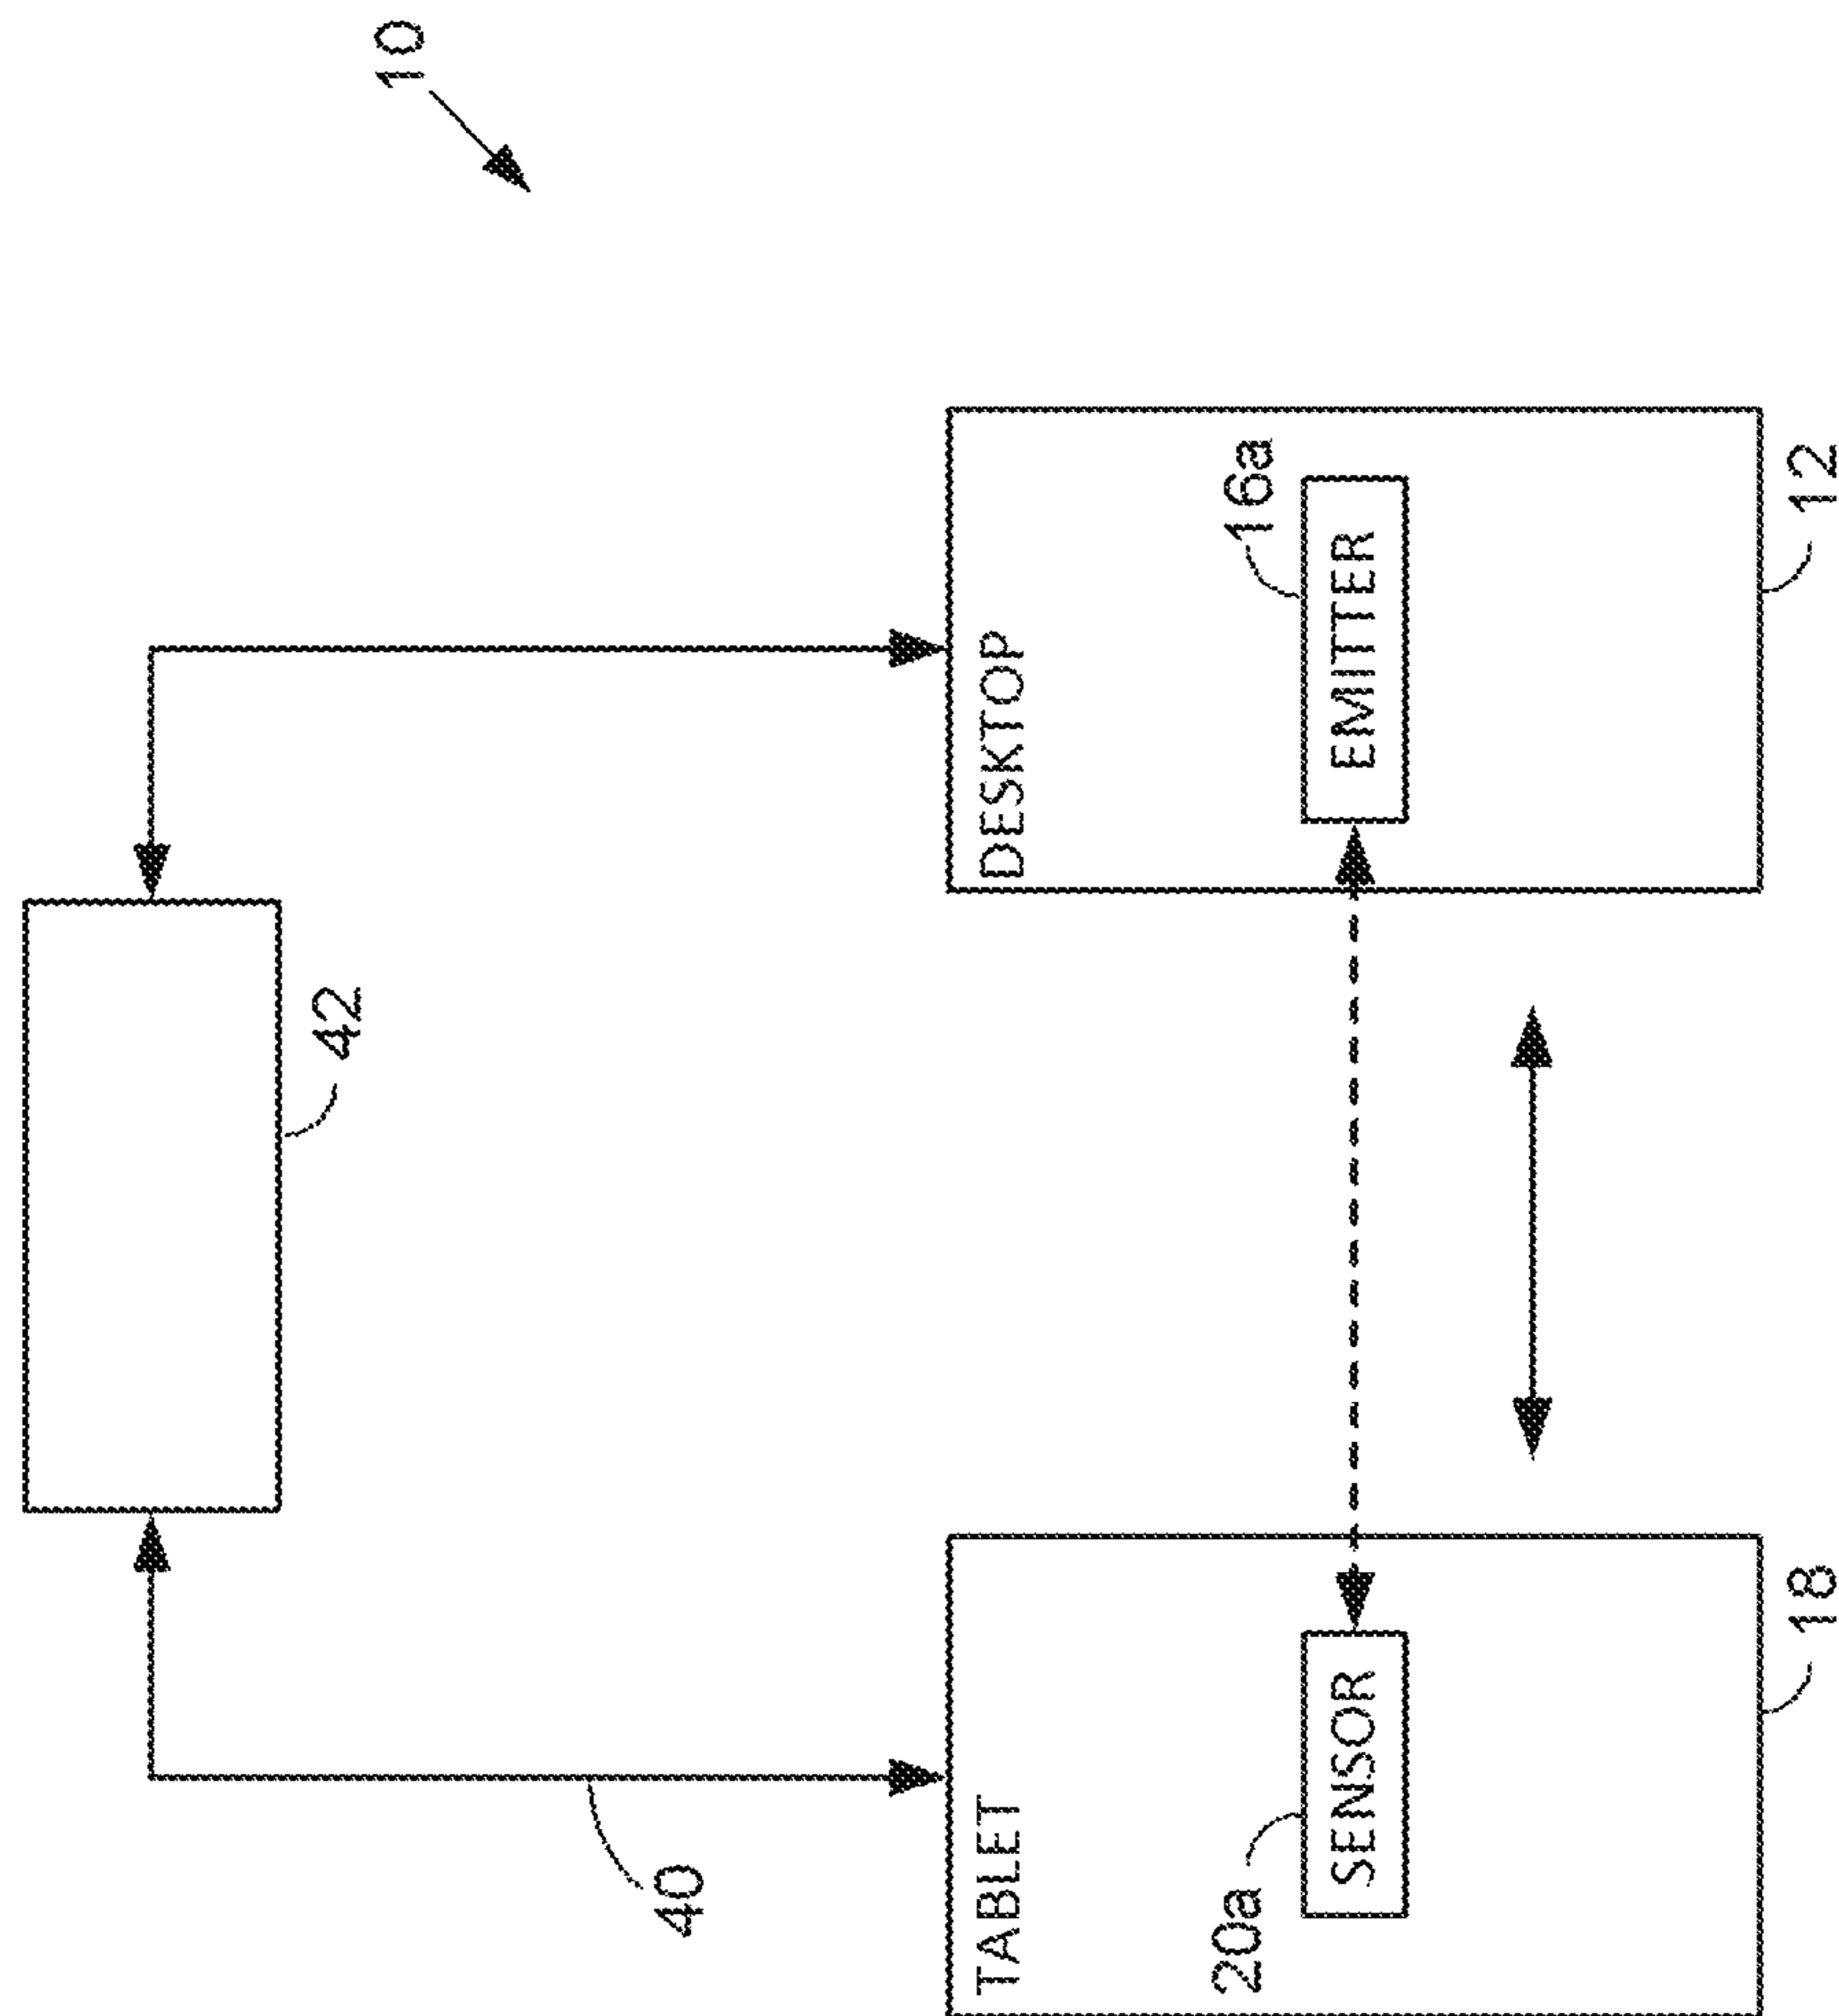 10
42
40
TABLET
20a
SENSOR
18
DESKTOP
16a
EMITTER
12